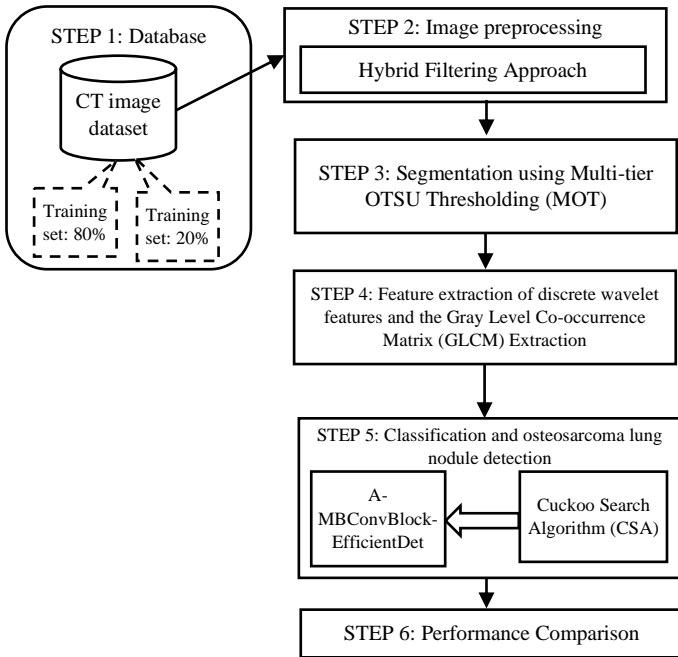 STEP 1: Database
CT image
dataset
Training
set: 80%
Training
set: 20%
STEP 2: Image preprocessing
Hybrid Filtering Approach
STEP 3: Segmentation using Multi-tier
OTSU Thresholding (MOT)
STEP 4: Feature extraction of discrete wavelet
features and the Gray Level Co-occurrence
Matrix (GLCM) Extraction
STEP 5: Classification and osteosarcoma lung
nodule detection
A-
MBConvBlock-
EfficientDet
Cuckoo Search
Algorithm (CSA)
STEP 6: Performance Comparison